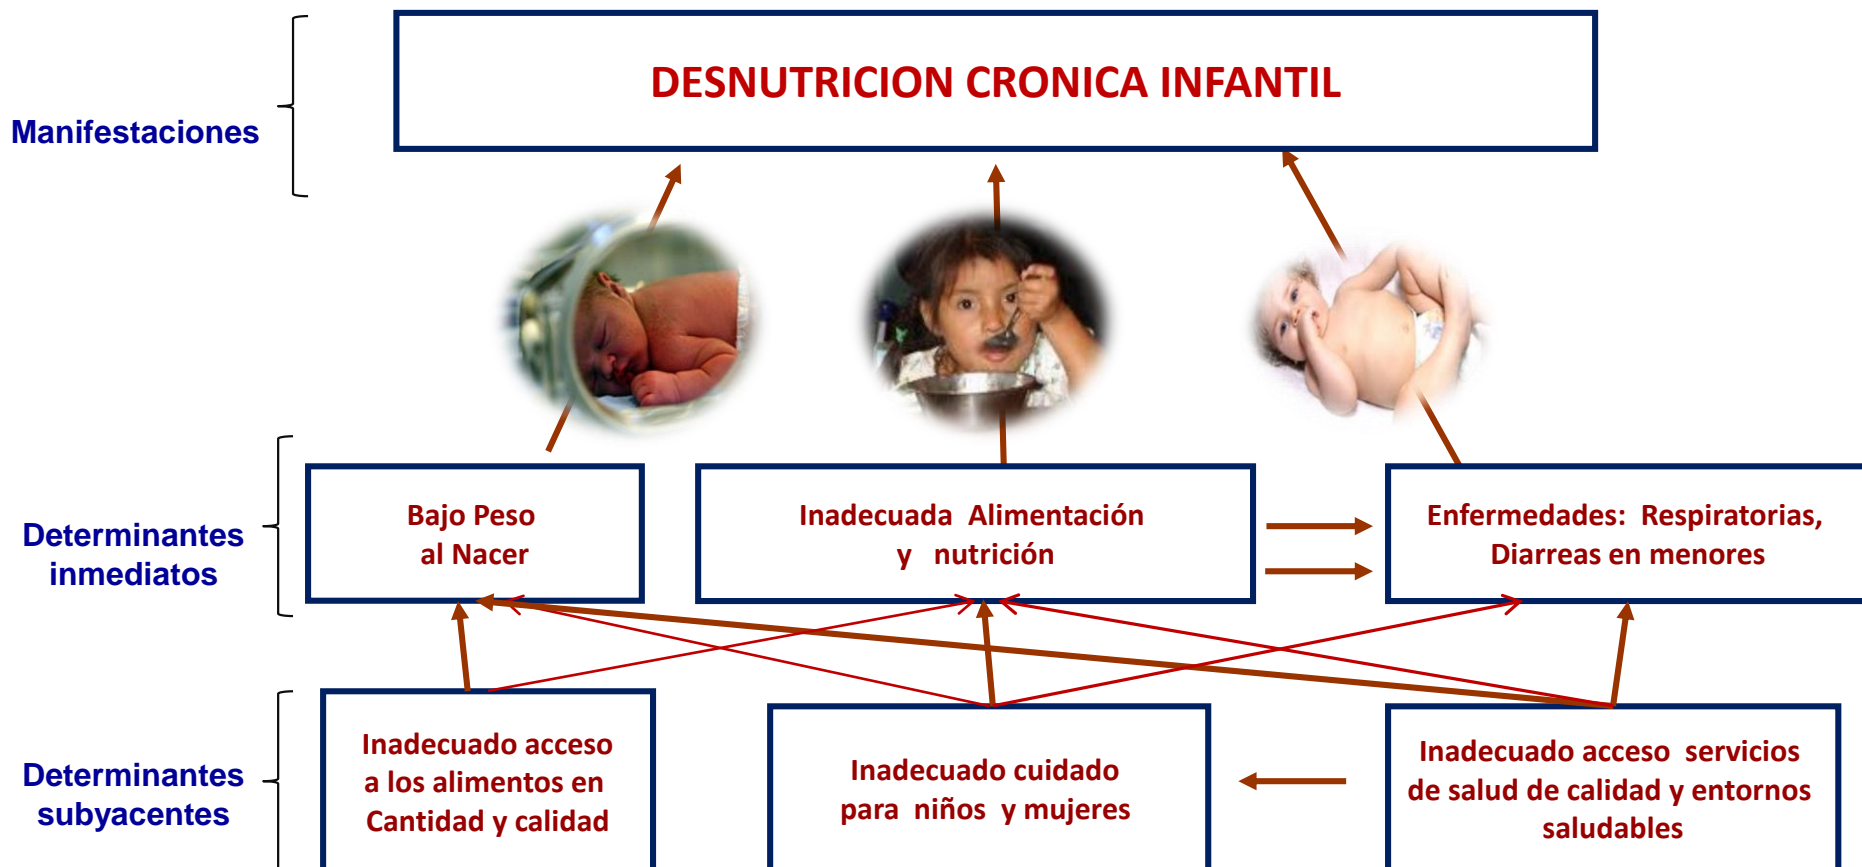 DESNUTRICION CRONICA INFANTIL
Manifestaciones
Determinantes
inmediatos
Bajo Peso
al Nacer
Inadecuada Alimentación
y nutrición
Enfermedades: Respiratorias,
Diarreas en menores
Determinantes
subyacentes
Inadecuado acceso
a los alimentos en
Cantidad y calidad
Inadecuado cuidado
para niños y mujeres
Inadecuado acceso servicios
de salud de calidad y entornos
saludables